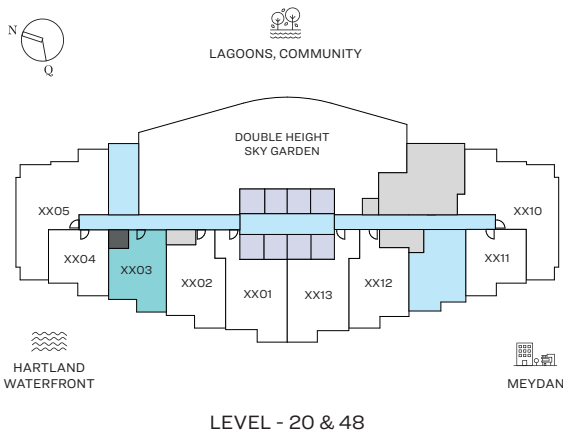 N
Q
LAGOONS, COMMUNITY
DOUBLE HEIGHT
SKY GARDEN
XX05
XX10
XX04
XX03
XX02
XX01
XX13
XX12
XX11
HARTLAND
WATERFRONT
MEYDAN
LEVEL - 20 & 48